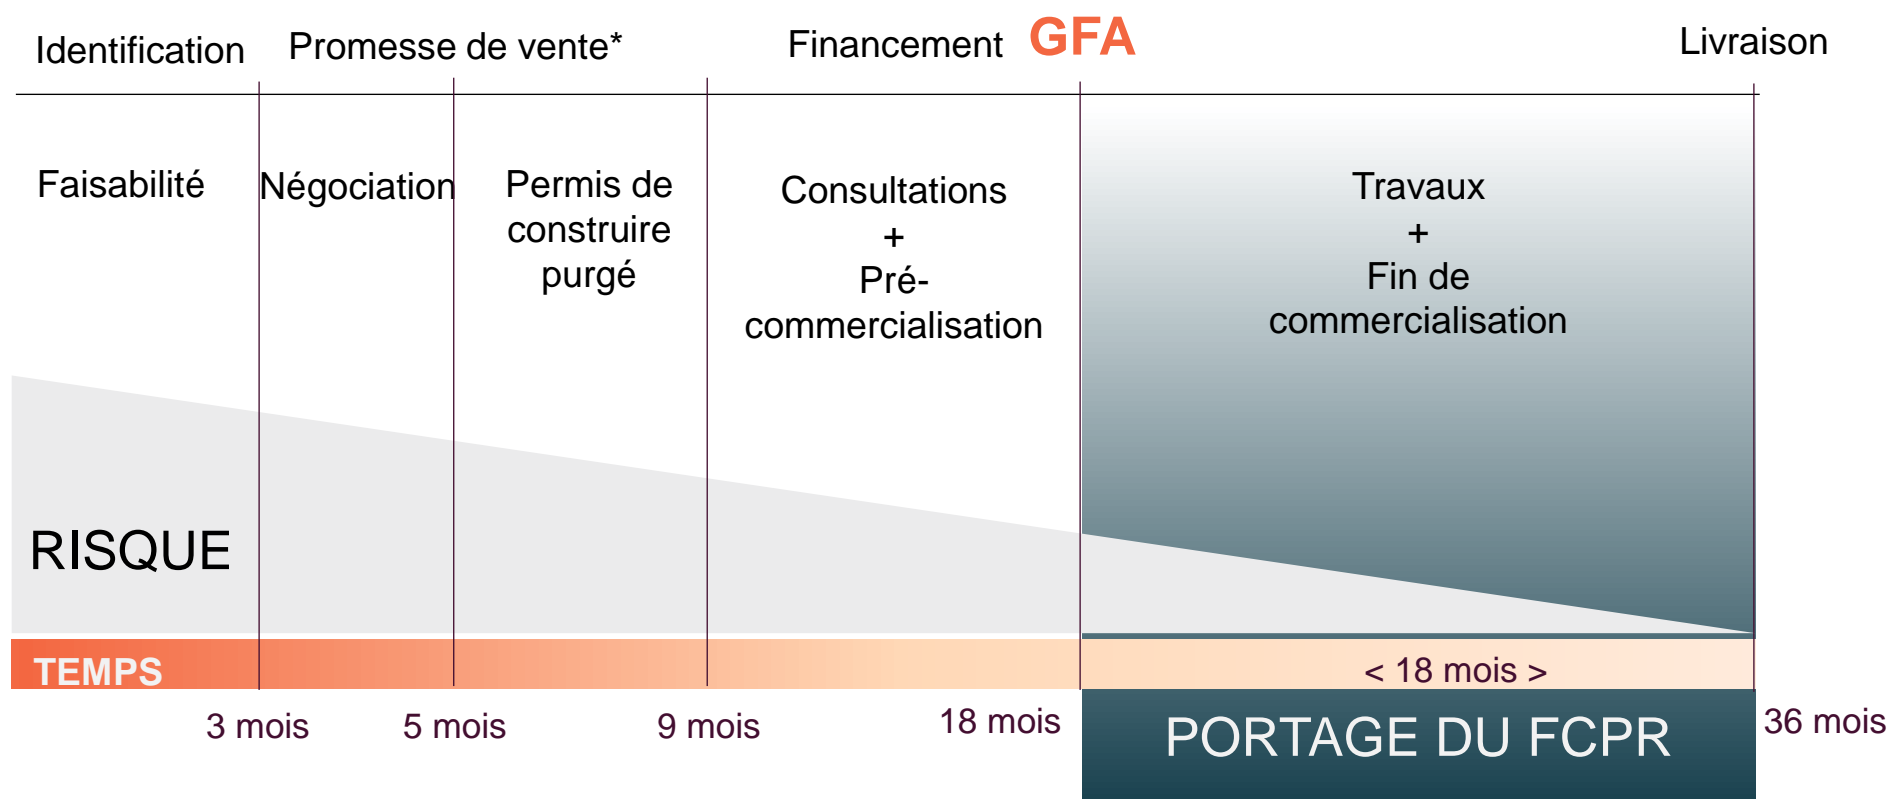 Identification
Promesse de vente*
Financement GFA
Livraison
Faisabilité
Négociation
Permis de
construire
purgé
Consultations
+
Pré-
commercialisation
Travaux
+
Fin de
commercialisation
RISQUE
TEMPS
< 18 mois >
3 mois
5 mois
9 mois
18 mois
36 mois
PORTAGE DU FCPR